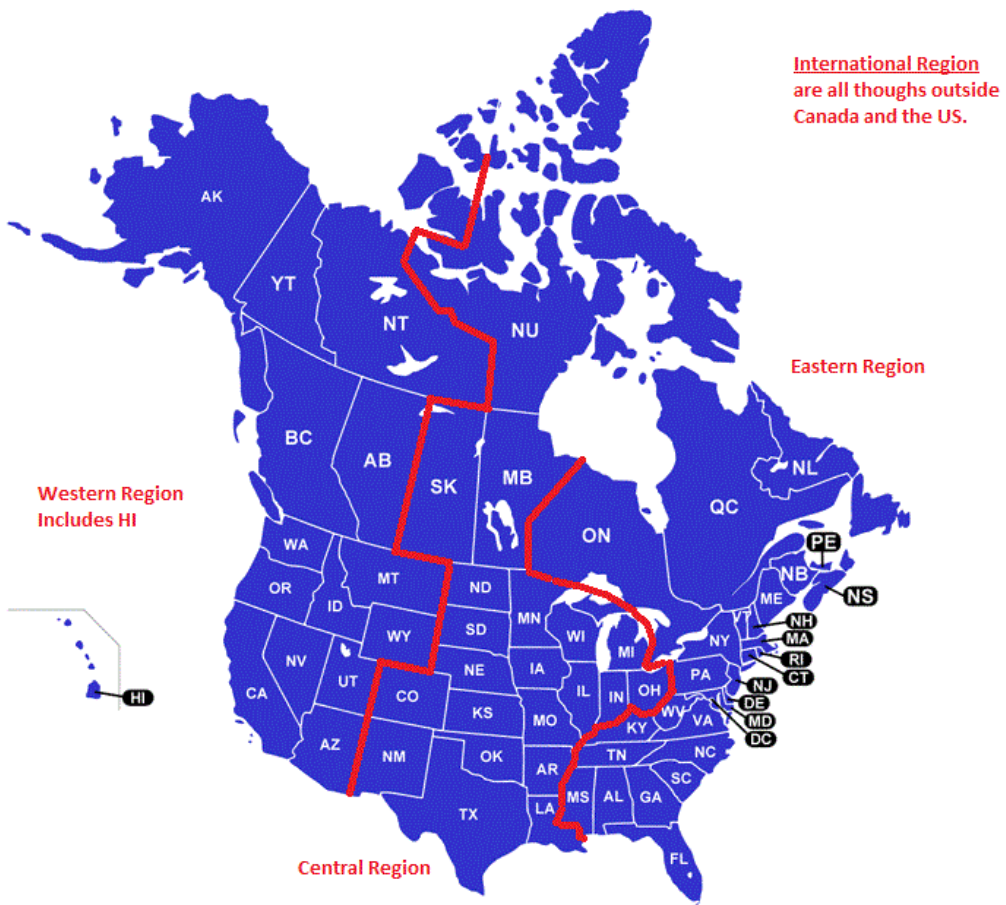 International Region
are all thoughs outside
Canada and the US.
AK
YT
NT
NU
Eastern Region
BC
AB
SK
MB
NL
QC
ON
Western Region
Includes HI
WA
MT
ND
OR
ID
MN
PE
NB
ME
NS
NH
MA
RI
CT
NY
WI
MI
SD
WY
IA
NE
NV
UT
CO
CA
IL
IN
OH
PA
NJ
DE
MD
DC
WV
VA
KS
MO
KY
HI
AZ
NM
OK
AR
TN
NC
SC
TX
LA
MS
AL
GA
FL
Central Region